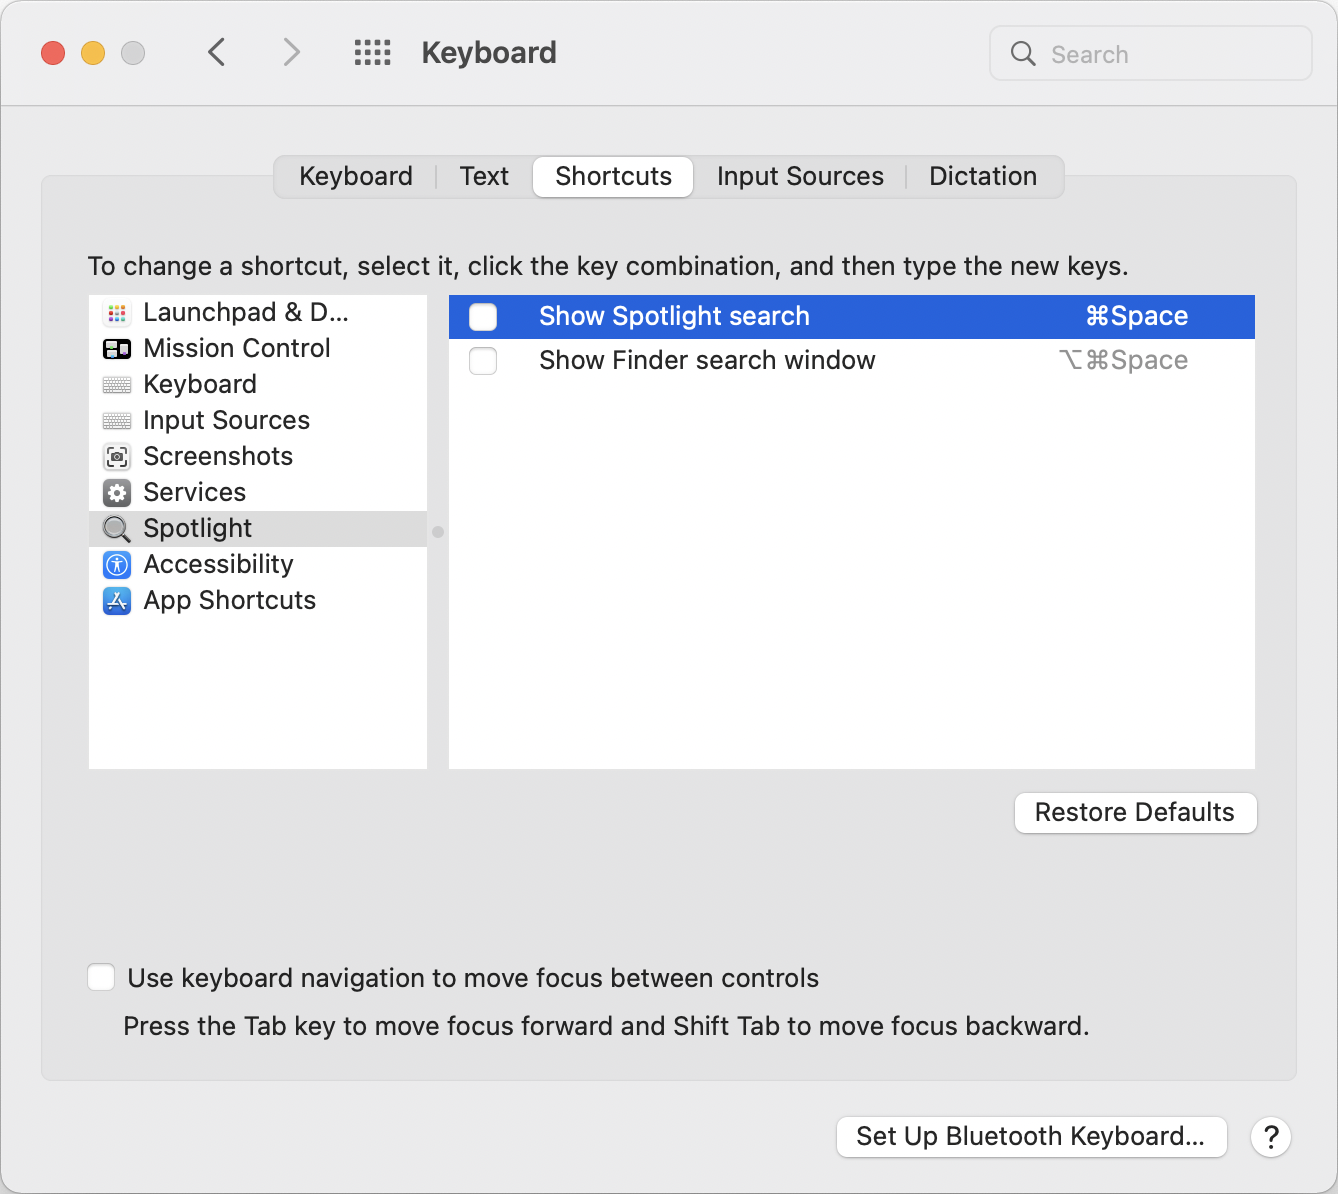 Keyboard
Search
Keyboard Text Shortcuts Input Sources Dictation
To change a shortcut, select it, click the key combination, and then type the new keys.
Launchpad & D...
Mission Control
Keyboard
Input Sources
Screenshots
Services
Spotlight
Accessibility
App Shortcuts
Show Spotlight search ⌘Space
Show Finder search window ⌥⌘Space
Restore Defaults
Use keyboard navigation to move focus between controls
Press the Tab key to move focus forward and Shift Tab to move focus backward.
Set Up Bluetooth Keyboard... ?